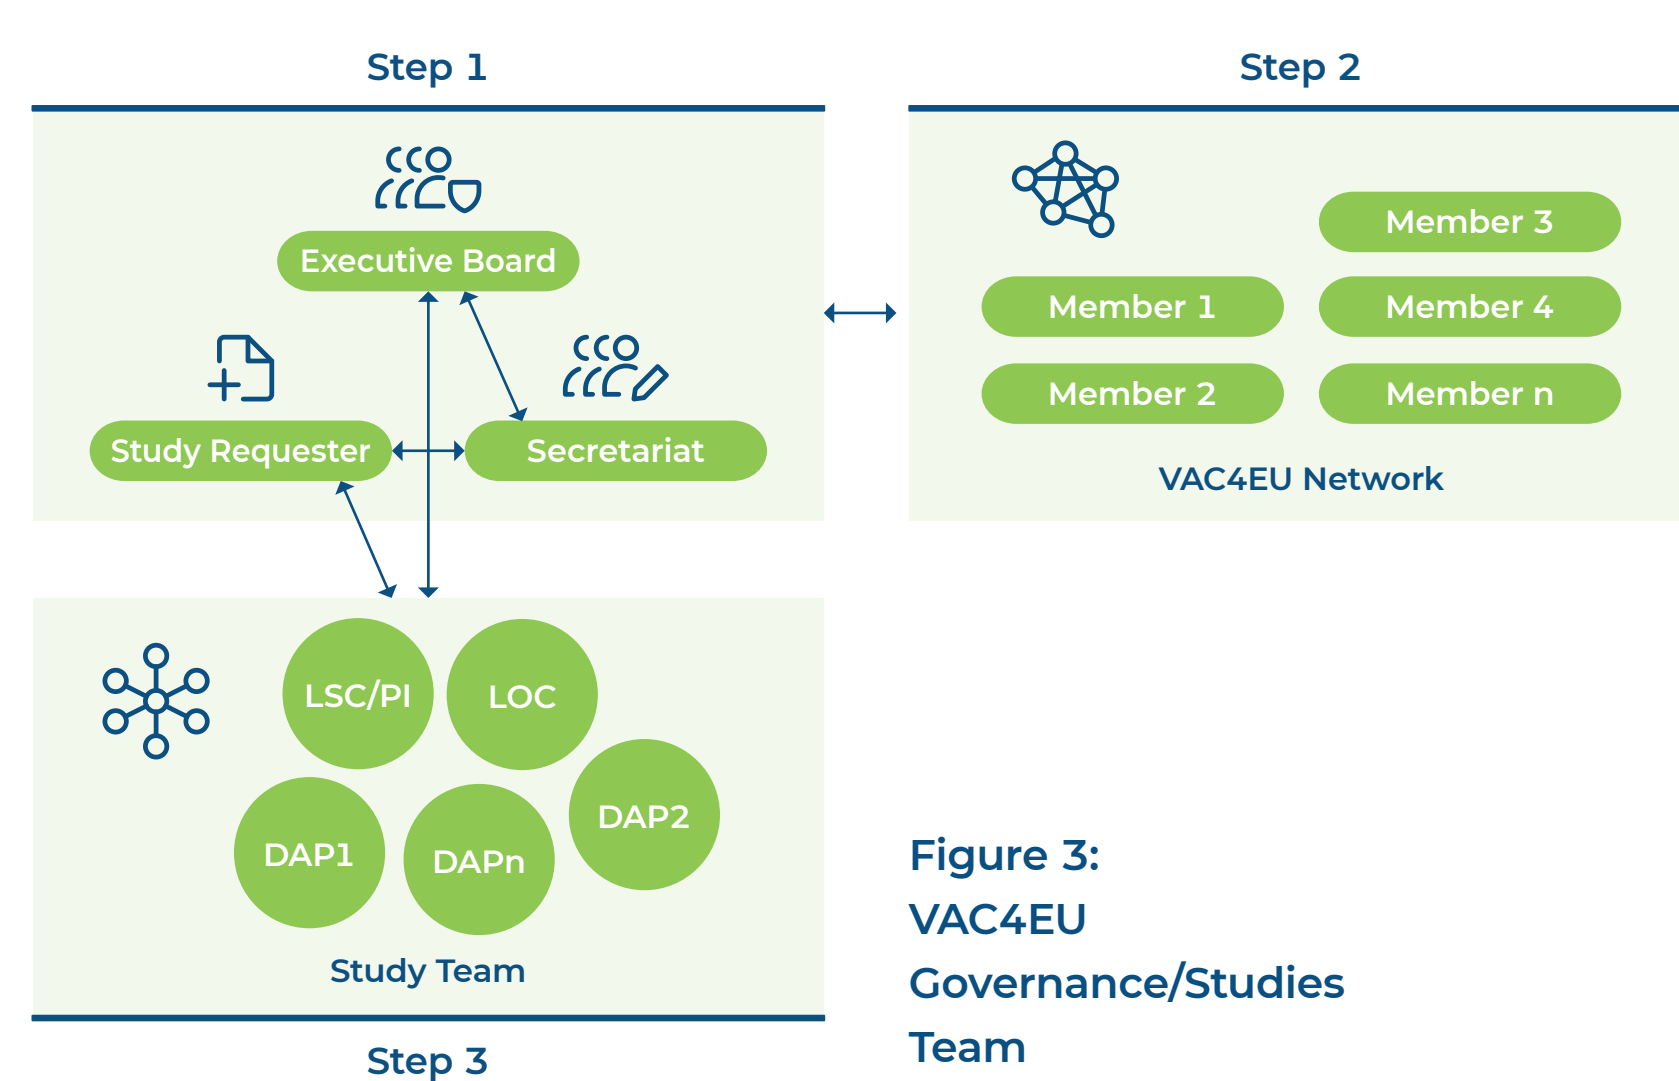 Step 1
Executive Board
Study Requester
Secretariat
Step 2
Member 3
Member 1
Member 4
Member 2
Member n
VAC4EU Network
LSC/PI
LOC
DAP2
DAP1
DAPn
Study Team
Step 3
Figure 3:
VAC4EU
Governance/Studies
Team